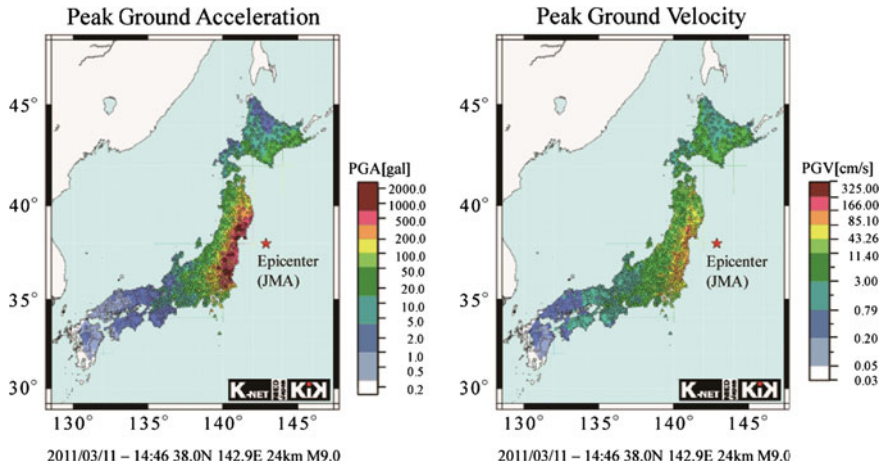 Peak Ground Acceleration
45°
40°
35°
30°
130°
135°
140°
145°
PGA[gal]
2000.0
1000.0
500.0
200.0
100.0
50.0
20.0
10.0
5.0
2.0
1.0
0.5
0.2
Epicenter
(JMA)
K-NET
NIED
Japan
KiK
2011/03/11 – 14:46 38.0N 142.9E 24km M9.0
Peak Ground Velocity
45°
40°
35°
30°
130°
135°
140°
145°
PGV[cm/s]
325.00
166.00
85.10
43.26
11.40
3.00
0.79
0.20
0.05
0.03
Epicenter
(JMA)
K-NET
NIED
Japan
KiK
2011/03/11 – 14:46 38.0N 142.9E 24km M9.0